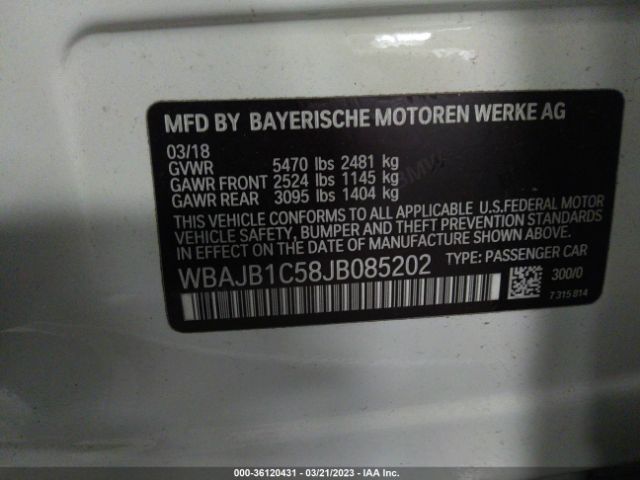 MFD BY BAYERISCHE MOTOREN WERKE AG
03/18
GVWR 5470 lbs 2481 kg
GAWR FRONT 2524 lbs 1145 kg
GAWR REAR 3095 lbs 1404 kg
THIS VEHICLE CONFORMS TO ALL APPLICABLE U.S.FEDERAL MOTOR
VEHICLE SAFETY, BUMPER AND THEFT PREVENTION STANDARDS
IN EFFECT ON THE DATE OF MANUFACTURE SHOWN ABOVE.
WBAJB1C58JB085202 TYPE: PASSENGER CAR
300/0
7 315 814
000-36120431 - 03/21/2023 - IAA Inc.